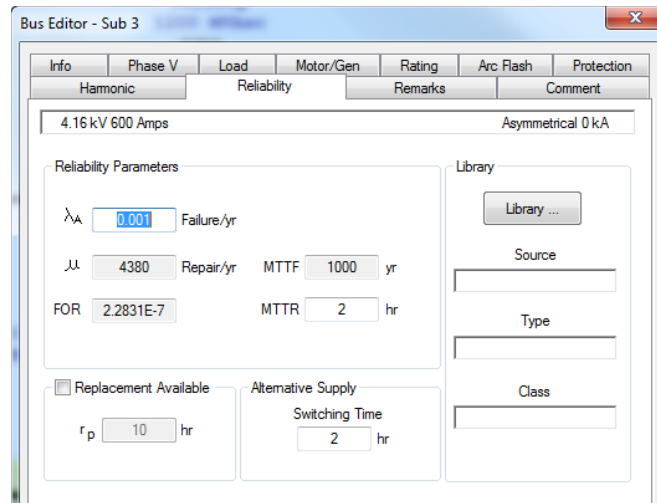 Bus Editor - Sub 3
Info Phase V Load Motor/Gen Rating Arc Flash Protection
Harmonic Reliability Remarks Comment
4.16 kV 600 Amps Asymmetrical 0 kA
Reliability Parameters
λA 0.001 Failure/yr
μ 4380 Repair/yr MTTF 1000 yr
FOR 2.2831E-7 MTTR 2 hr
Replacement Available
rp 10 hr
Alternative Supply
Switching Time
2 hr
Library
Library ...
Source
Type
Class